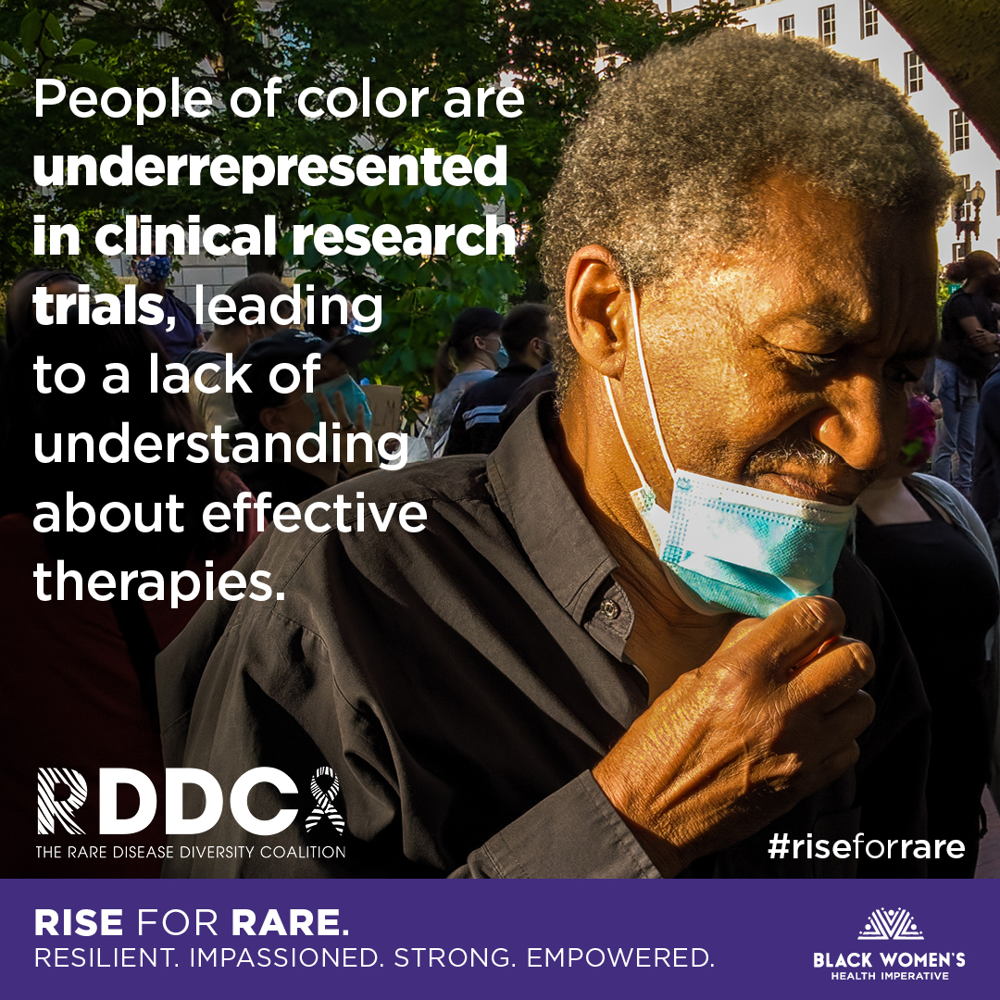 People of color are
underrepresented
in clinical research
trials, leading
to a lack of
understanding
about effective
therapies.
RDDC
THE RARE DISEASE DIVERSITY COALITION
#riseforrare
RISE FOR RARE.
RESILIENT. IMPASSIONED. STRONG. EMPOWERED.
BLACK WOMEN'S
HEALTH IMPERATIVE